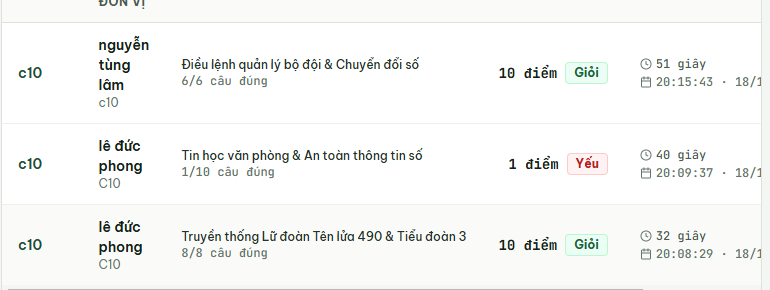 ĐƠN VỊ
c10
nguyễn
tùng
lâm
c10
Điều lệnh quản lý bộ đội & Chuyển đổi số
6/6 câu đúng
10 điểm Giỏi
51 giây
20:15:43 · 18/1
c10
lê đức
phong
C10
Tin học văn phòng & An toàn thông tin số
1/10 câu đúng
1 điểm Yếu
40 giây
20:09:37 · 18/1
c10
lê đức
phong
C10
Truyền thống Lữ đoàn Tên lửa 490 & Tiểu đoàn 3
8/8 câu đúng
10 điểm Giỏi
32 giây
20:08:29 · 18/1